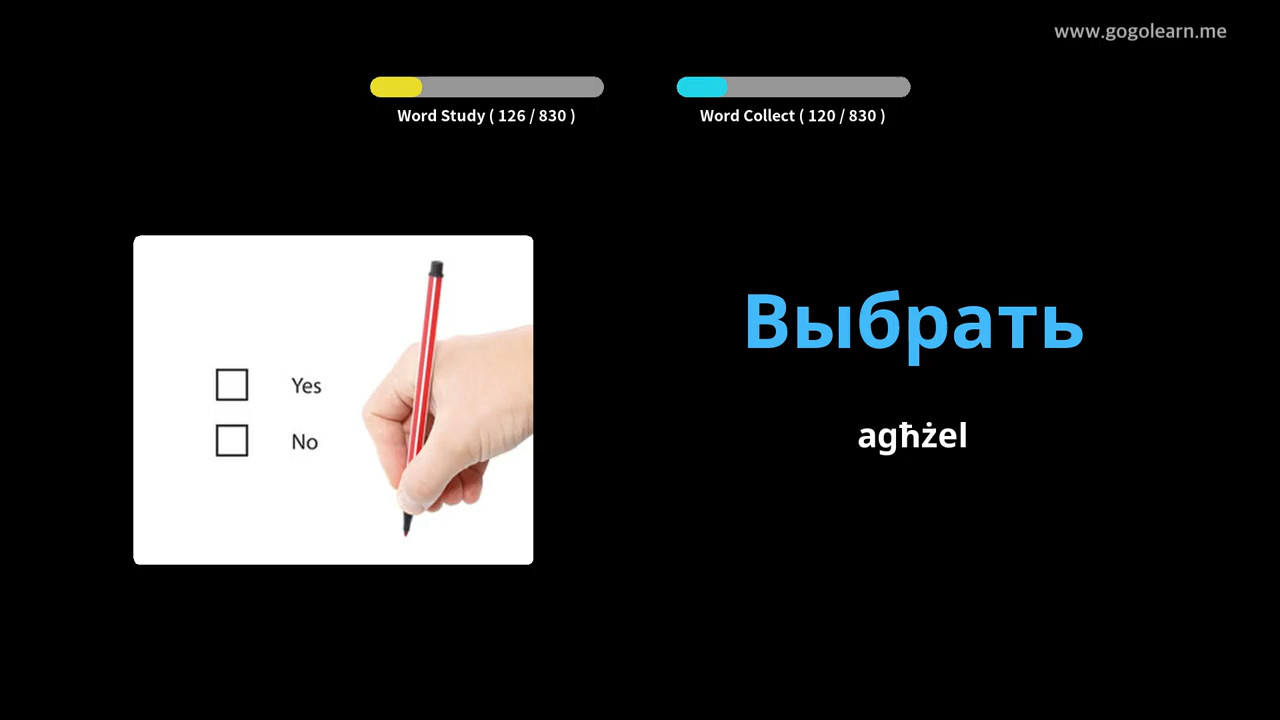 www.gogolearn.me
Word Study ( 126 / 830 )
Word Collect ( 120 / 830 )
Yes
No
Выбрать
agħżel